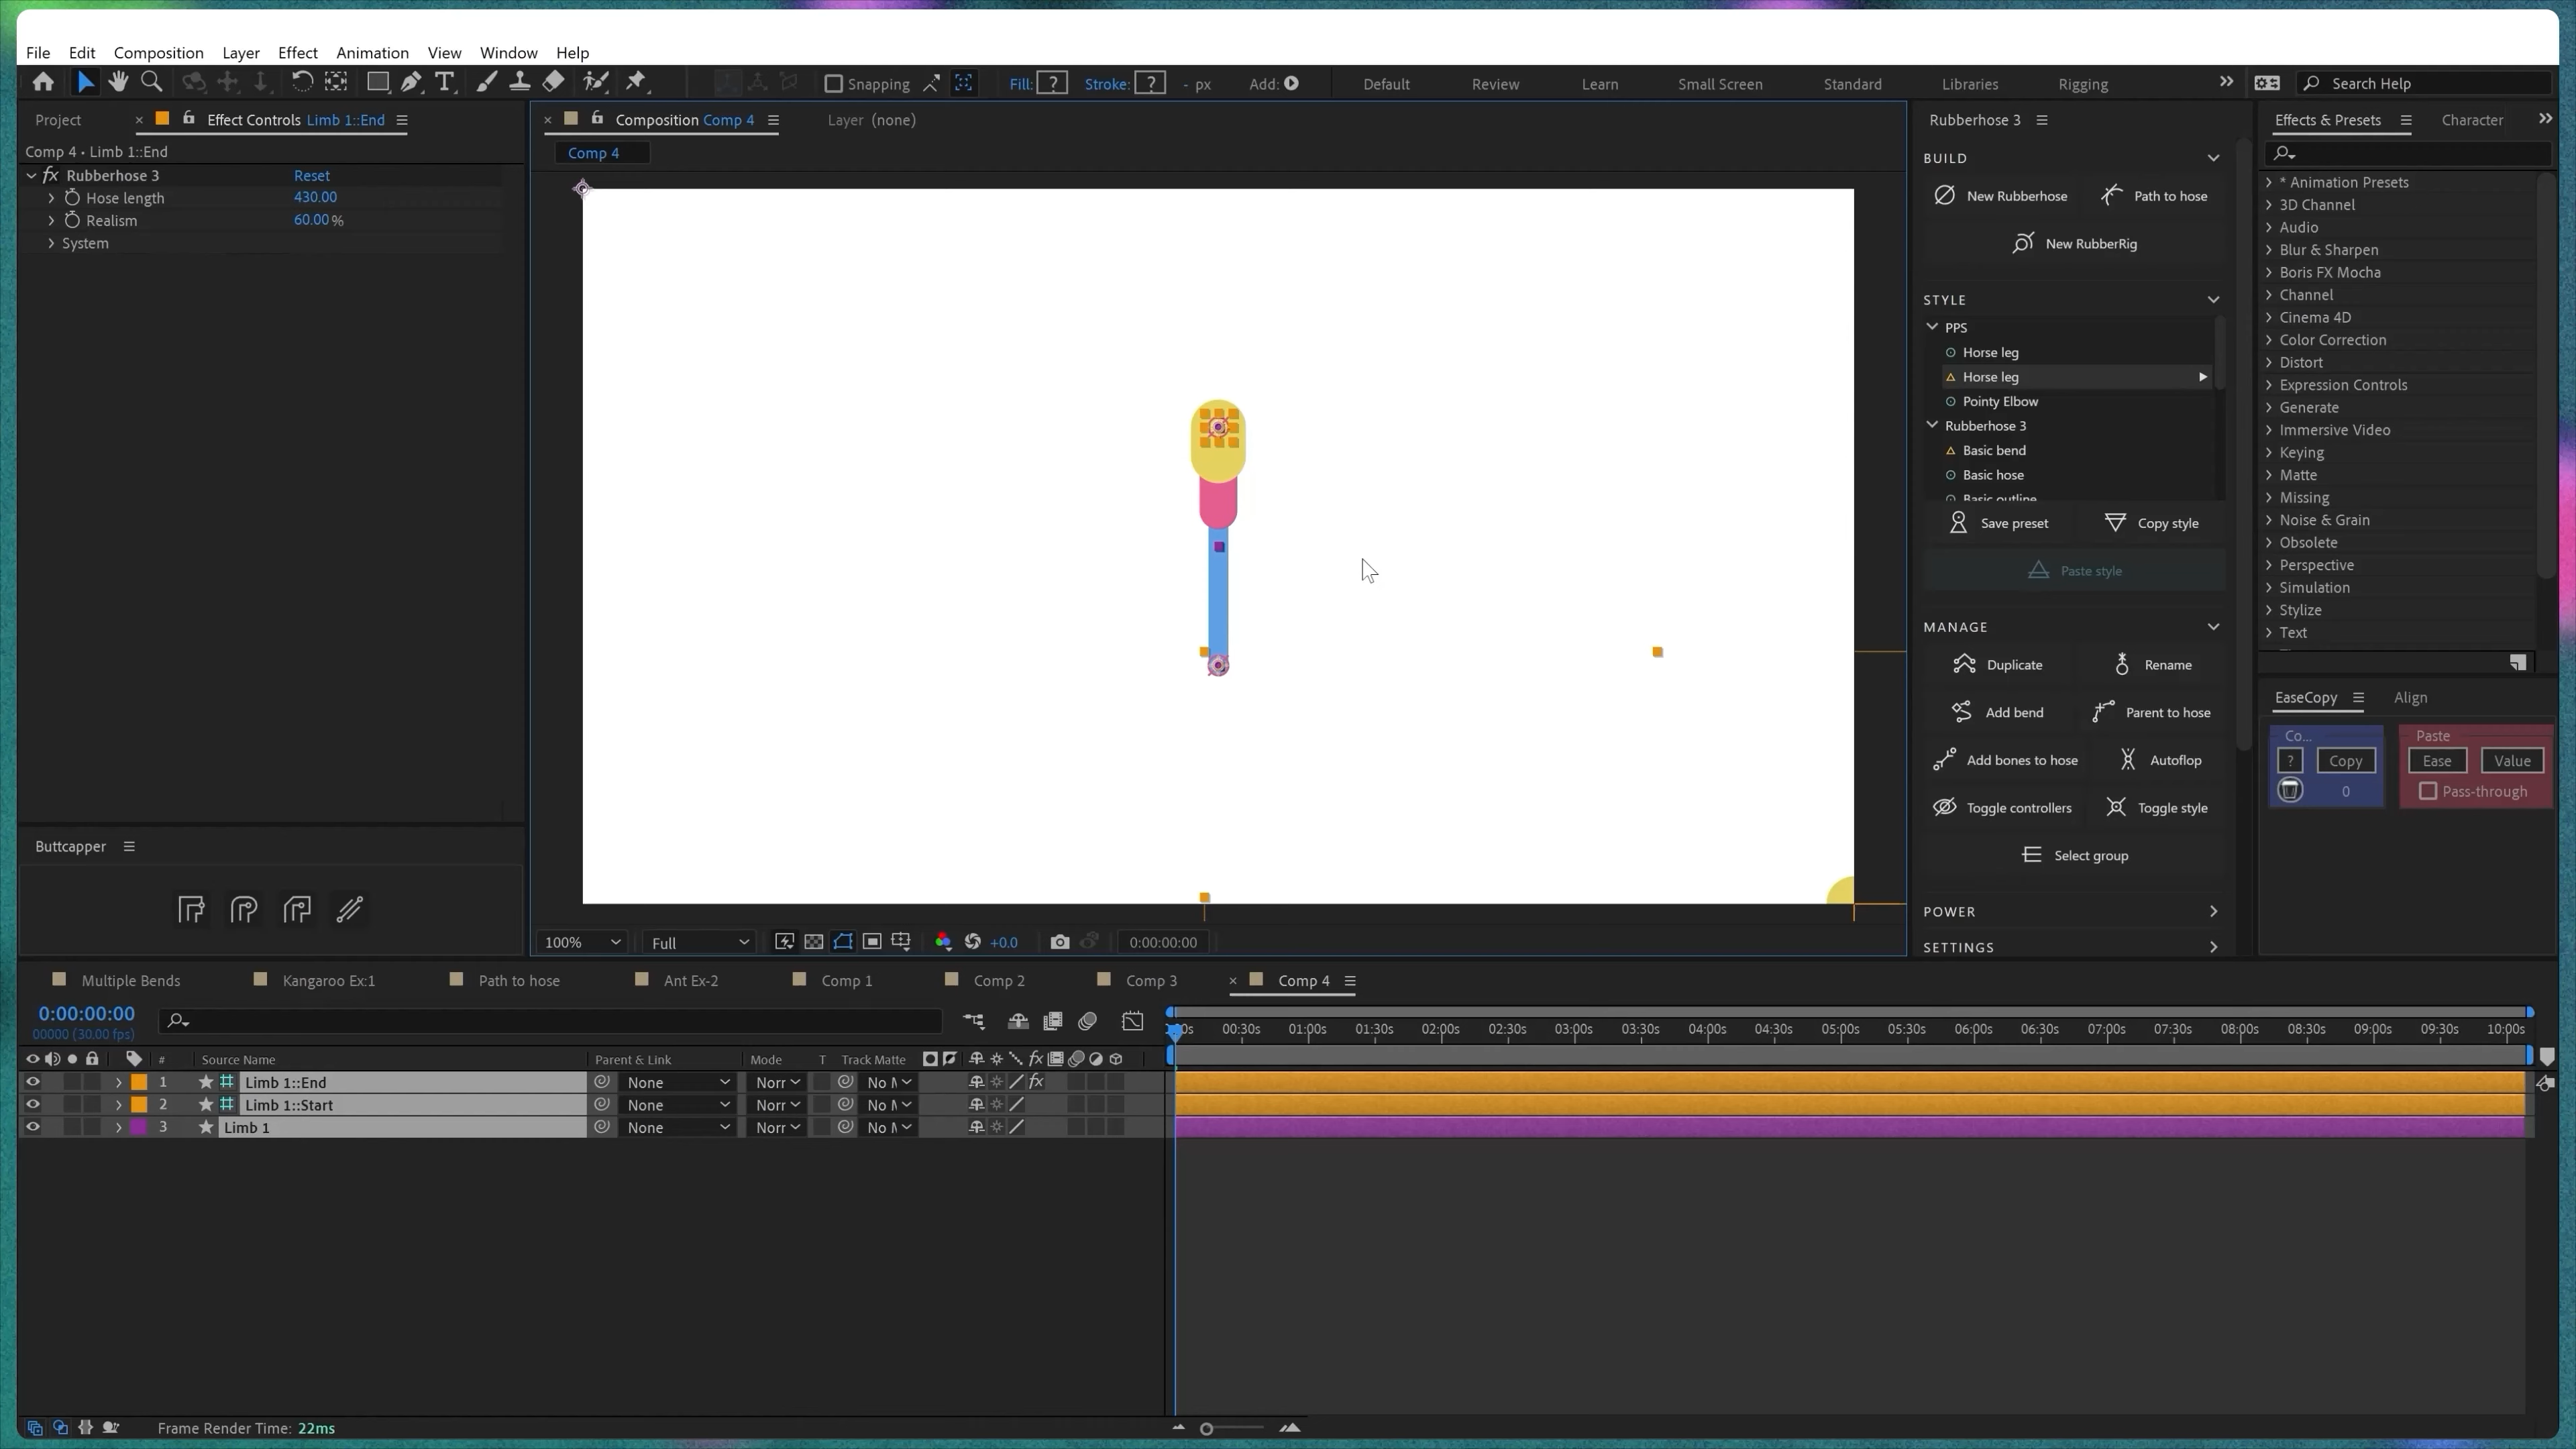 File Edit Composition Layer Effect Animation View Window Help
Snapping Fill: ? Stroke: ? - px Add: Default Review Learn Small Screen Standard Libraries Rigging Search Help
Project Effect Controls Limb 1::End
Comp 4 • Limb 1::End
fx Rubberhose 3 Reset
Hose length 430.00
Realism 60.00 %
System
Buttcapper
Composition Comp 4 Layer (none)
Comp 4
100% Full +0.0 0:00:00:00
Rubberhose 3
BUILD
New Rubberhose Path to hose
New RubberRig
STYLE
PPS
Horse leg
Horse leg
Pointy Elbow
Rubberhose 3
Basic bend
Basic hose
Basic outline
Save preset Copy style
Paste style
MANAGE
Duplicate Rename
Add bend Parent to hose
Add bones to hose Autoflop
Toggle controllers Toggle style
Select group
POWER
SETTINGS
Effects & Presets Character
* Animation Presets
3D Channel
Audio
Blur & Sharpen
Boris FX Mocha
Channel
Cinema 4D
Color Correction
Distort
Expression Controls
Generate
Immersive Video
Keying
Matte
Missing
Noise & Grain
Obsolete
Perspective
Simulation
Stylize
Text
EaseCopy Align
Co... Paste
? Copy Ease Value
0 Pass-through
Multiple Bends Kangaroo Ex:1 Path to hose Ant Ex-2 Comp 1 Comp 2 Comp 3 Comp 4
0:00:00:00
00000 (30.00 fps)
00:30s 01:00s 01:30s 02:00s 02:30s 03:00s 03:30s 04:00s 04:30s 05:00s 05:30s 06:00s 06:30s 07:00s 07:30s 08:00s 08:30s 09:00s 09:30s 10:00s
# Source Name Parent & Link Mode T Track Matte fx
1 Limb 1::End None Norr No M fx
2 Limb 1::Start None Norr No M
3 Limb 1 None Norr No M
Frame Render Time: 22ms